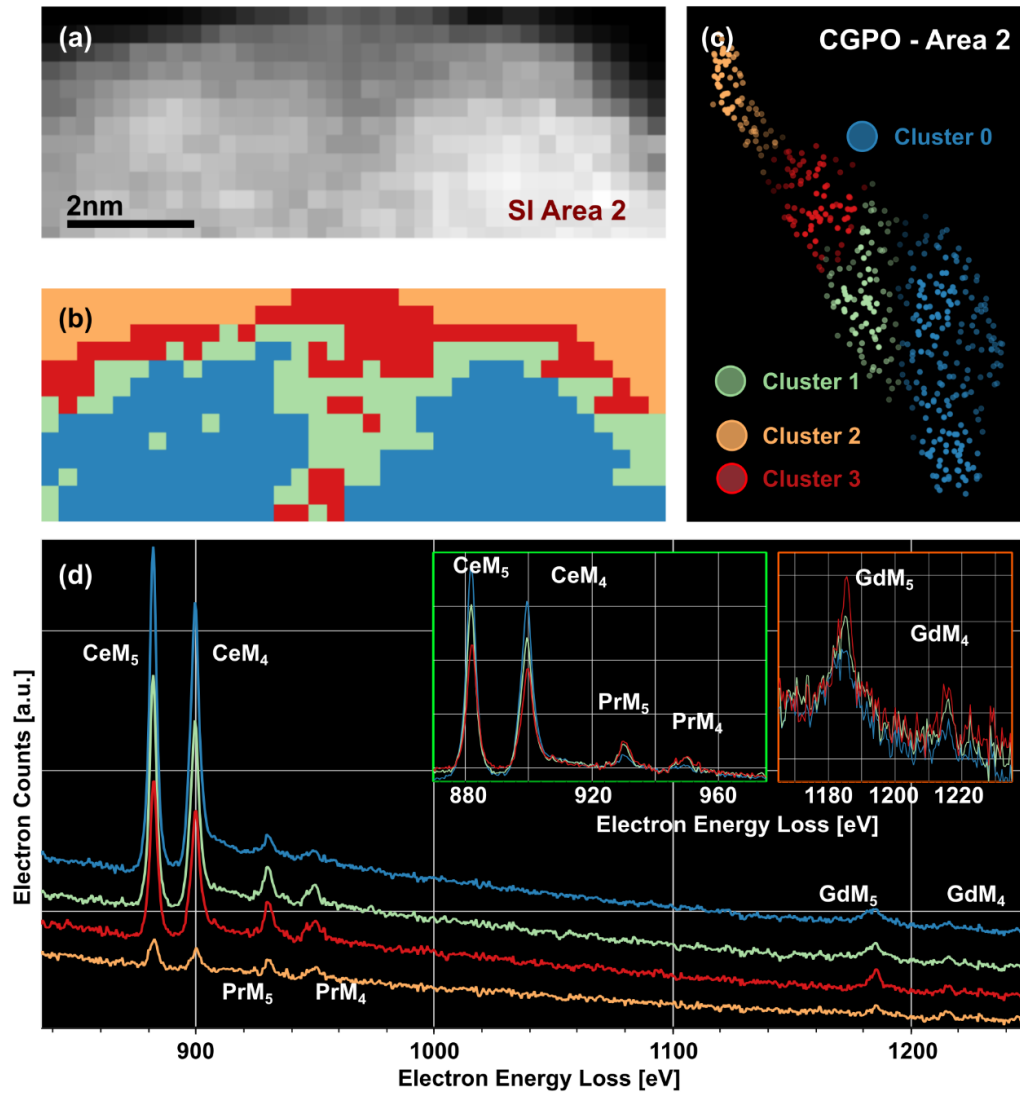 (a)
2nm
SI Area 2
(b)
(c)
CGPO - Area 2
Cluster 0
Cluster 1
Cluster 2
Cluster 3
(d)
CeM₅
CeM₄
PrM₅
PrM₄
GdM₅
GdM₄
CeM₅
CeM₄
PrM₅
PrM₄
880
920
960
Electron Energy Loss [eV]
GdM₅
GdM₄
1180
1200
1220
Electron Counts [a.u.]
900
1000
1100
1200
Electron Energy Loss [eV]